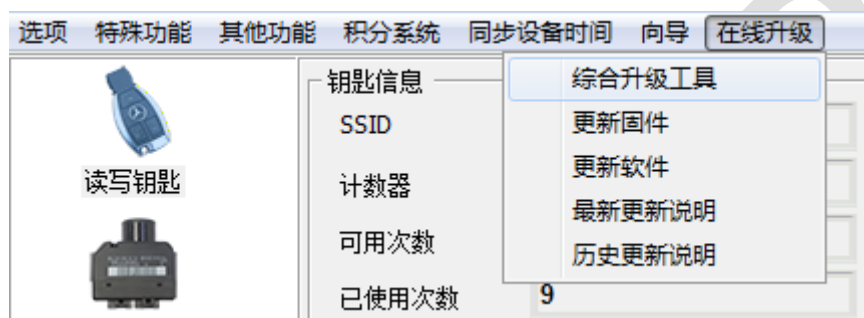 选项 特殊功能 其他功能 积分系统 同步设备时间 向导 在线升级
钥匙信息
综合升级工具
SSID
更新固件
更新软件
读写钥匙
计数器
最新更新说明
可用次数
历史更新说明
已使用次数 9